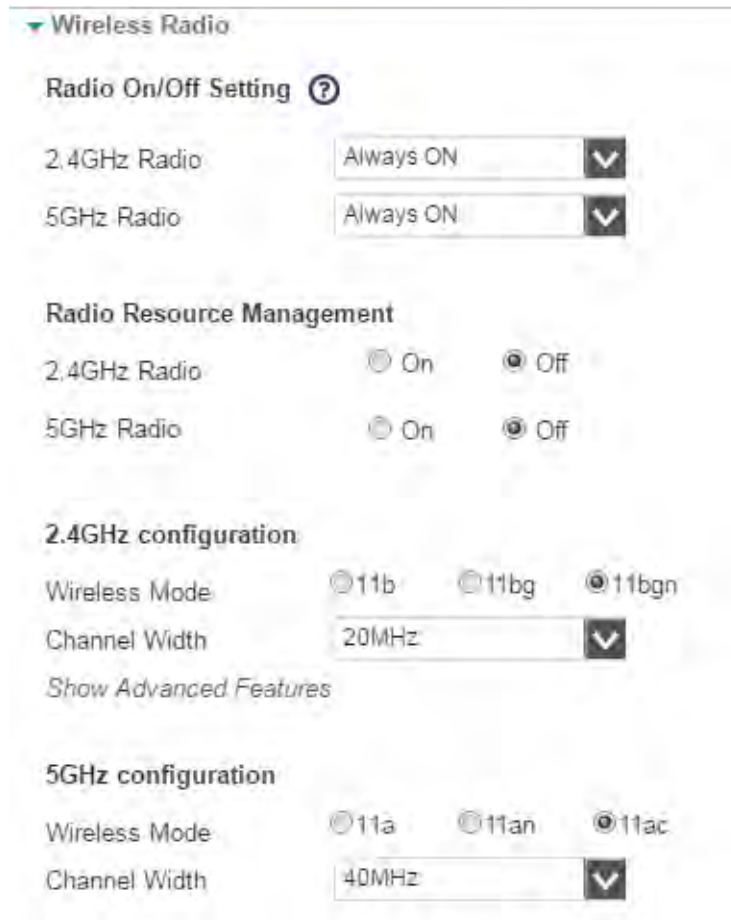 Wireless Radio
Radio On/Off Setting ?
2.4GHz Radio Always ON
5GHz Radio Always ON
Radio Resource Management
2.4GHz Radio On Off
5GHz Radio On Off
2.4GHz configuration
Wireless Mode 11b 11bg 11bgn
Channel Width 20MHz
Show Advanced Features
5GHz configuration
Wireless Mode 11a 11an 11ac
Channel Width 40MHz